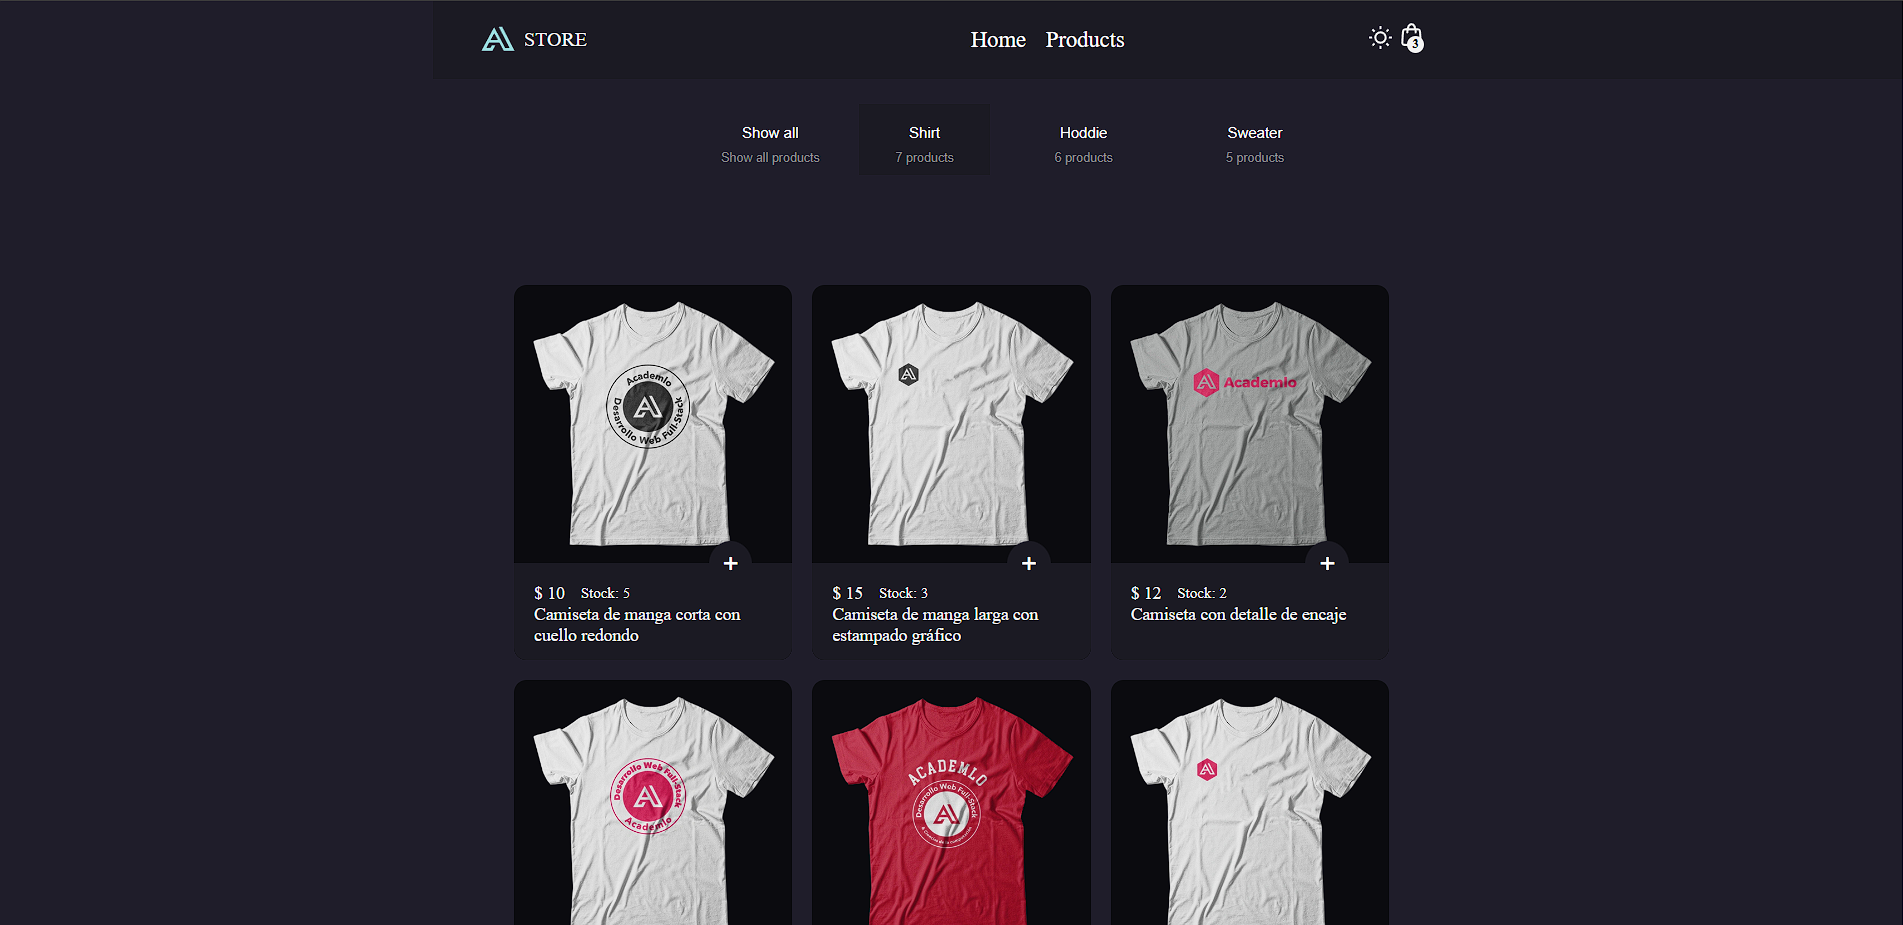 STORE
Home Products
3
Show all Shirt Hoddie Sweater
Show all products 7 products 6 products 5 products
Academlo
Desarrollo Web Full-Stack
Academlo
+ + +
$ 10 Stock: 5
Camiseta de manga corta con
cuello redondo
$ 15 Stock: 3
Camiseta de manga larga con
estampado gráfico
$ 12 Stock: 2
Camiseta con detalle de encaje
Desarrollo Web Full-Stack
Academlo
ACADEMLO
Desarrollo Web Full-Stack